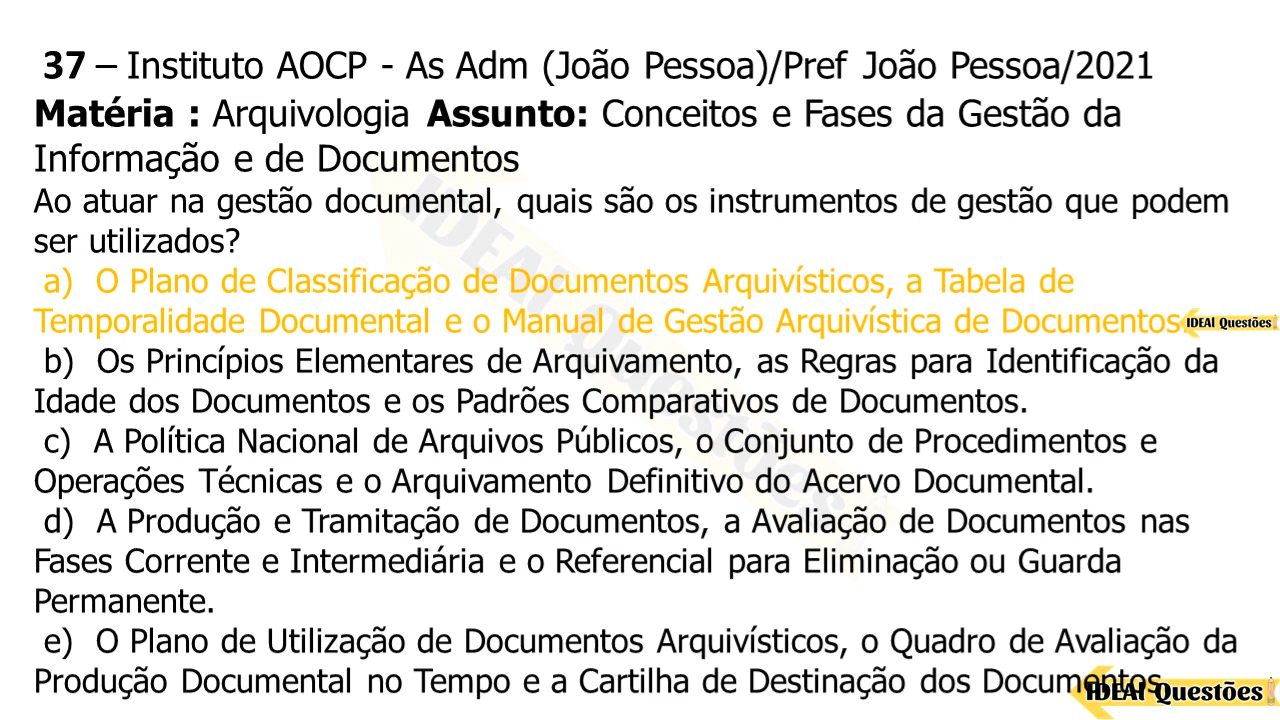 37 – Instituto AOCP - As Adm (João Pessoa)/Pref João Pessoa/2021
Matéria : Arquivologia Assunto: Conceitos e Fases da Gestão da
Informação e de Documentos
Ao atuar na gestão documental, quais são os instrumentos de gestão que podem
ser utilizados?
a) O Plano de Classificação de Documentos Arquivísticos, a Tabela de
Temporalidade Documental e o Manual de Gestão Arquivística de Documentos.
IDEAl Questões
b) Os Princípios Elementares de Arquivamento, as Regras para Identificação da
Idade dos Documentos e os Padrões Comparativos de Documentos.
c) A Política Nacional de Arquivos Públicos, o Conjunto de Procedimentos e
Operações Técnicas e o Arquivamento Definitivo do Acervo Documental.
d) A Produção e Tramitação de Documentos, a Avaliação de Documentos nas
Fases Corrente e Intermediária e o Referencial para Eliminação ou Guarda
Permanente.
e) O Plano de Utilização de Documentos Arquivísticos, o Quadro de Avaliação da
Produção Documental no Tempo e a Cartilha de Destinação dos Documentos.
IDEAl Questões
IDEAl Questões